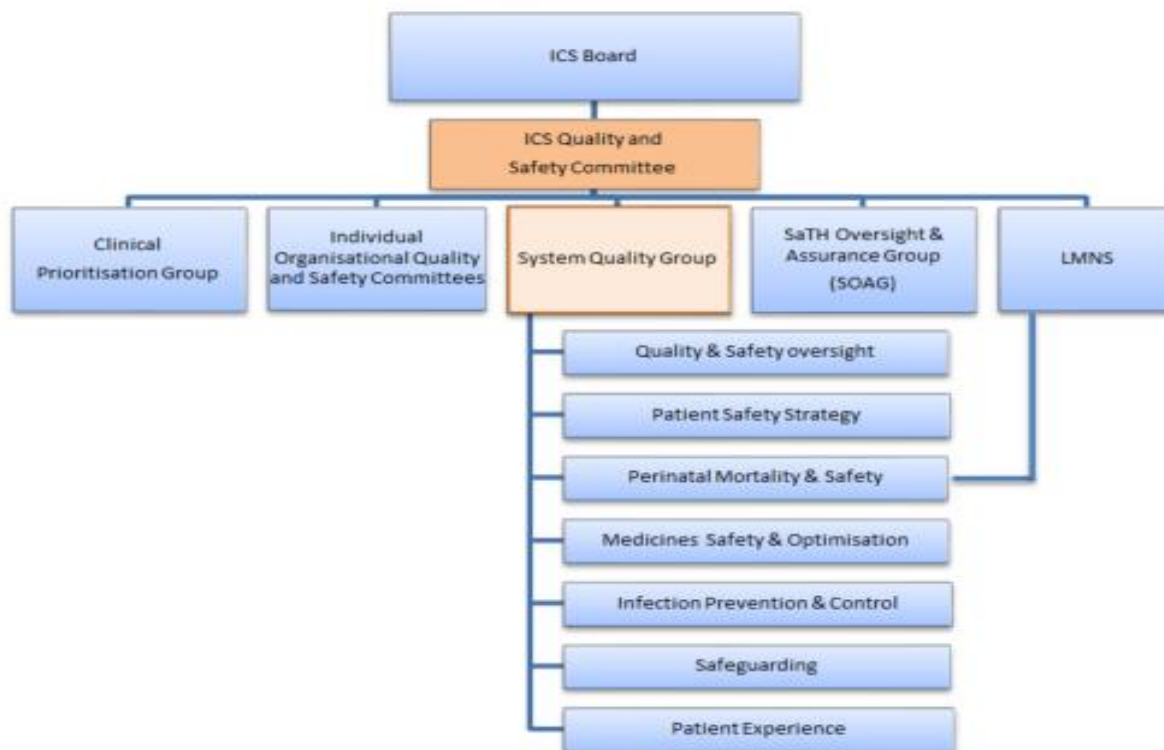 ICS Board
ICS Quality and
Safety Committee
Clinical
Prioritisation Group
Individual
Organisational Quality
and Safety Committees
System Quality Group
SaTH Oversight &
Assurance Group
(SOAG)
LMNS
Quality & Safety oversight
Patient Safety Strategy
Perinatal Mortality & Safety
Medicines Safety & Optimisation
Infection Prevention & Control
Safeguarding
Patient Experience